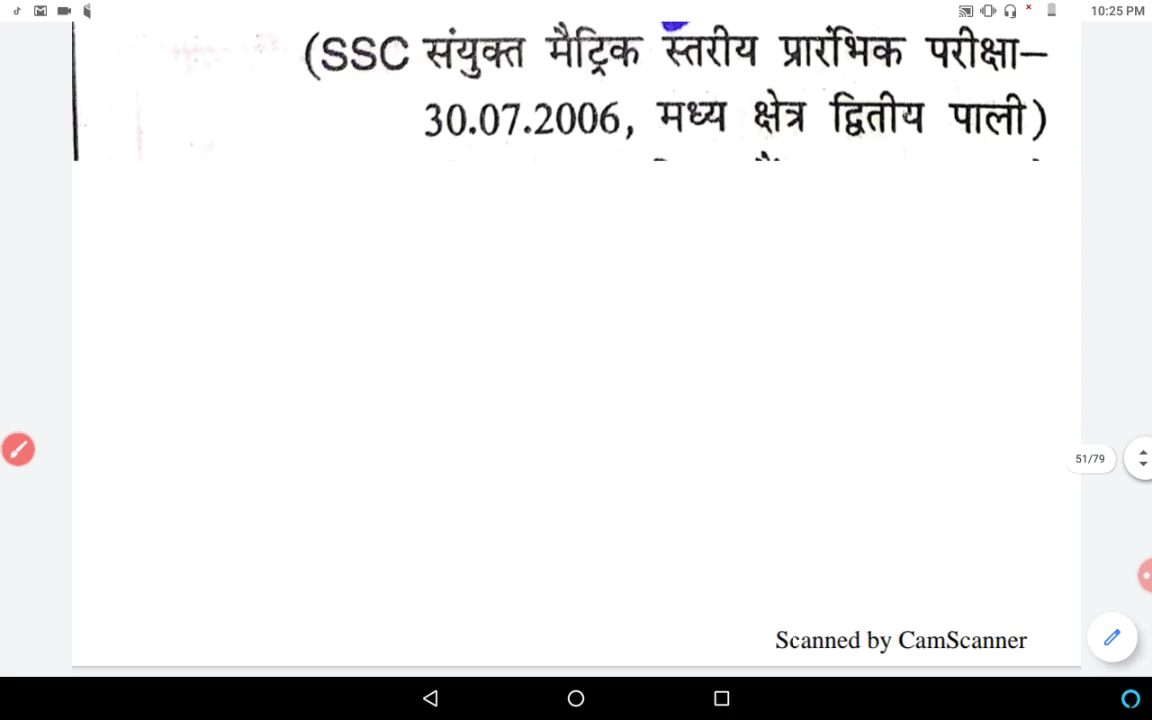 10:25 PM
(SSC संयुक्त मैट्रिक स्तरीय प्रारंभिक परीक्षा–
30.07.2006, मध्य क्षेत्र द्वितीय पाली)
51/79
Scanned by CamScanner